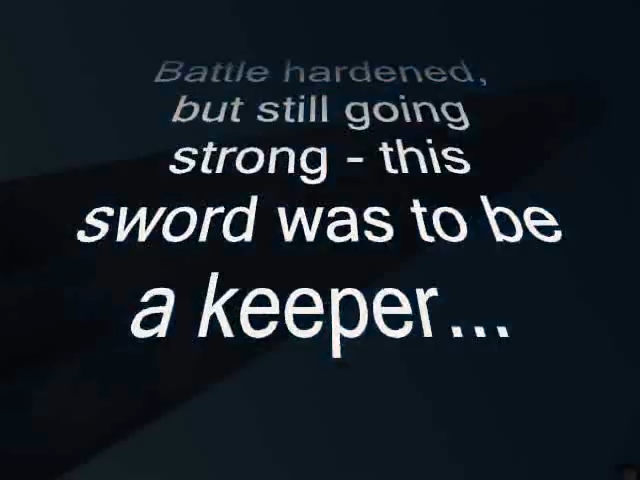 Battle hardened,
but still going
strong - this
sword was to be
a keeper...